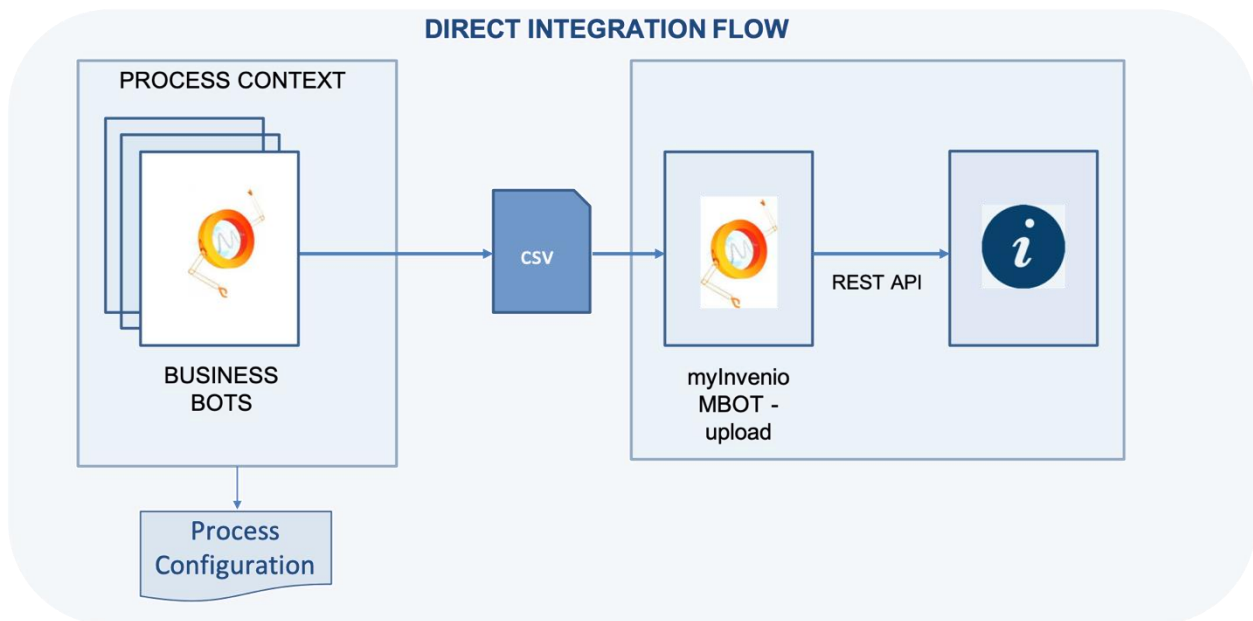 DIRECT INTEGRATION FLOW
PROCESS CONTEXT
BUSINESS
BOTS
CSV
myInvenio
MBOT -
upload
REST API
i
Process
Configuration